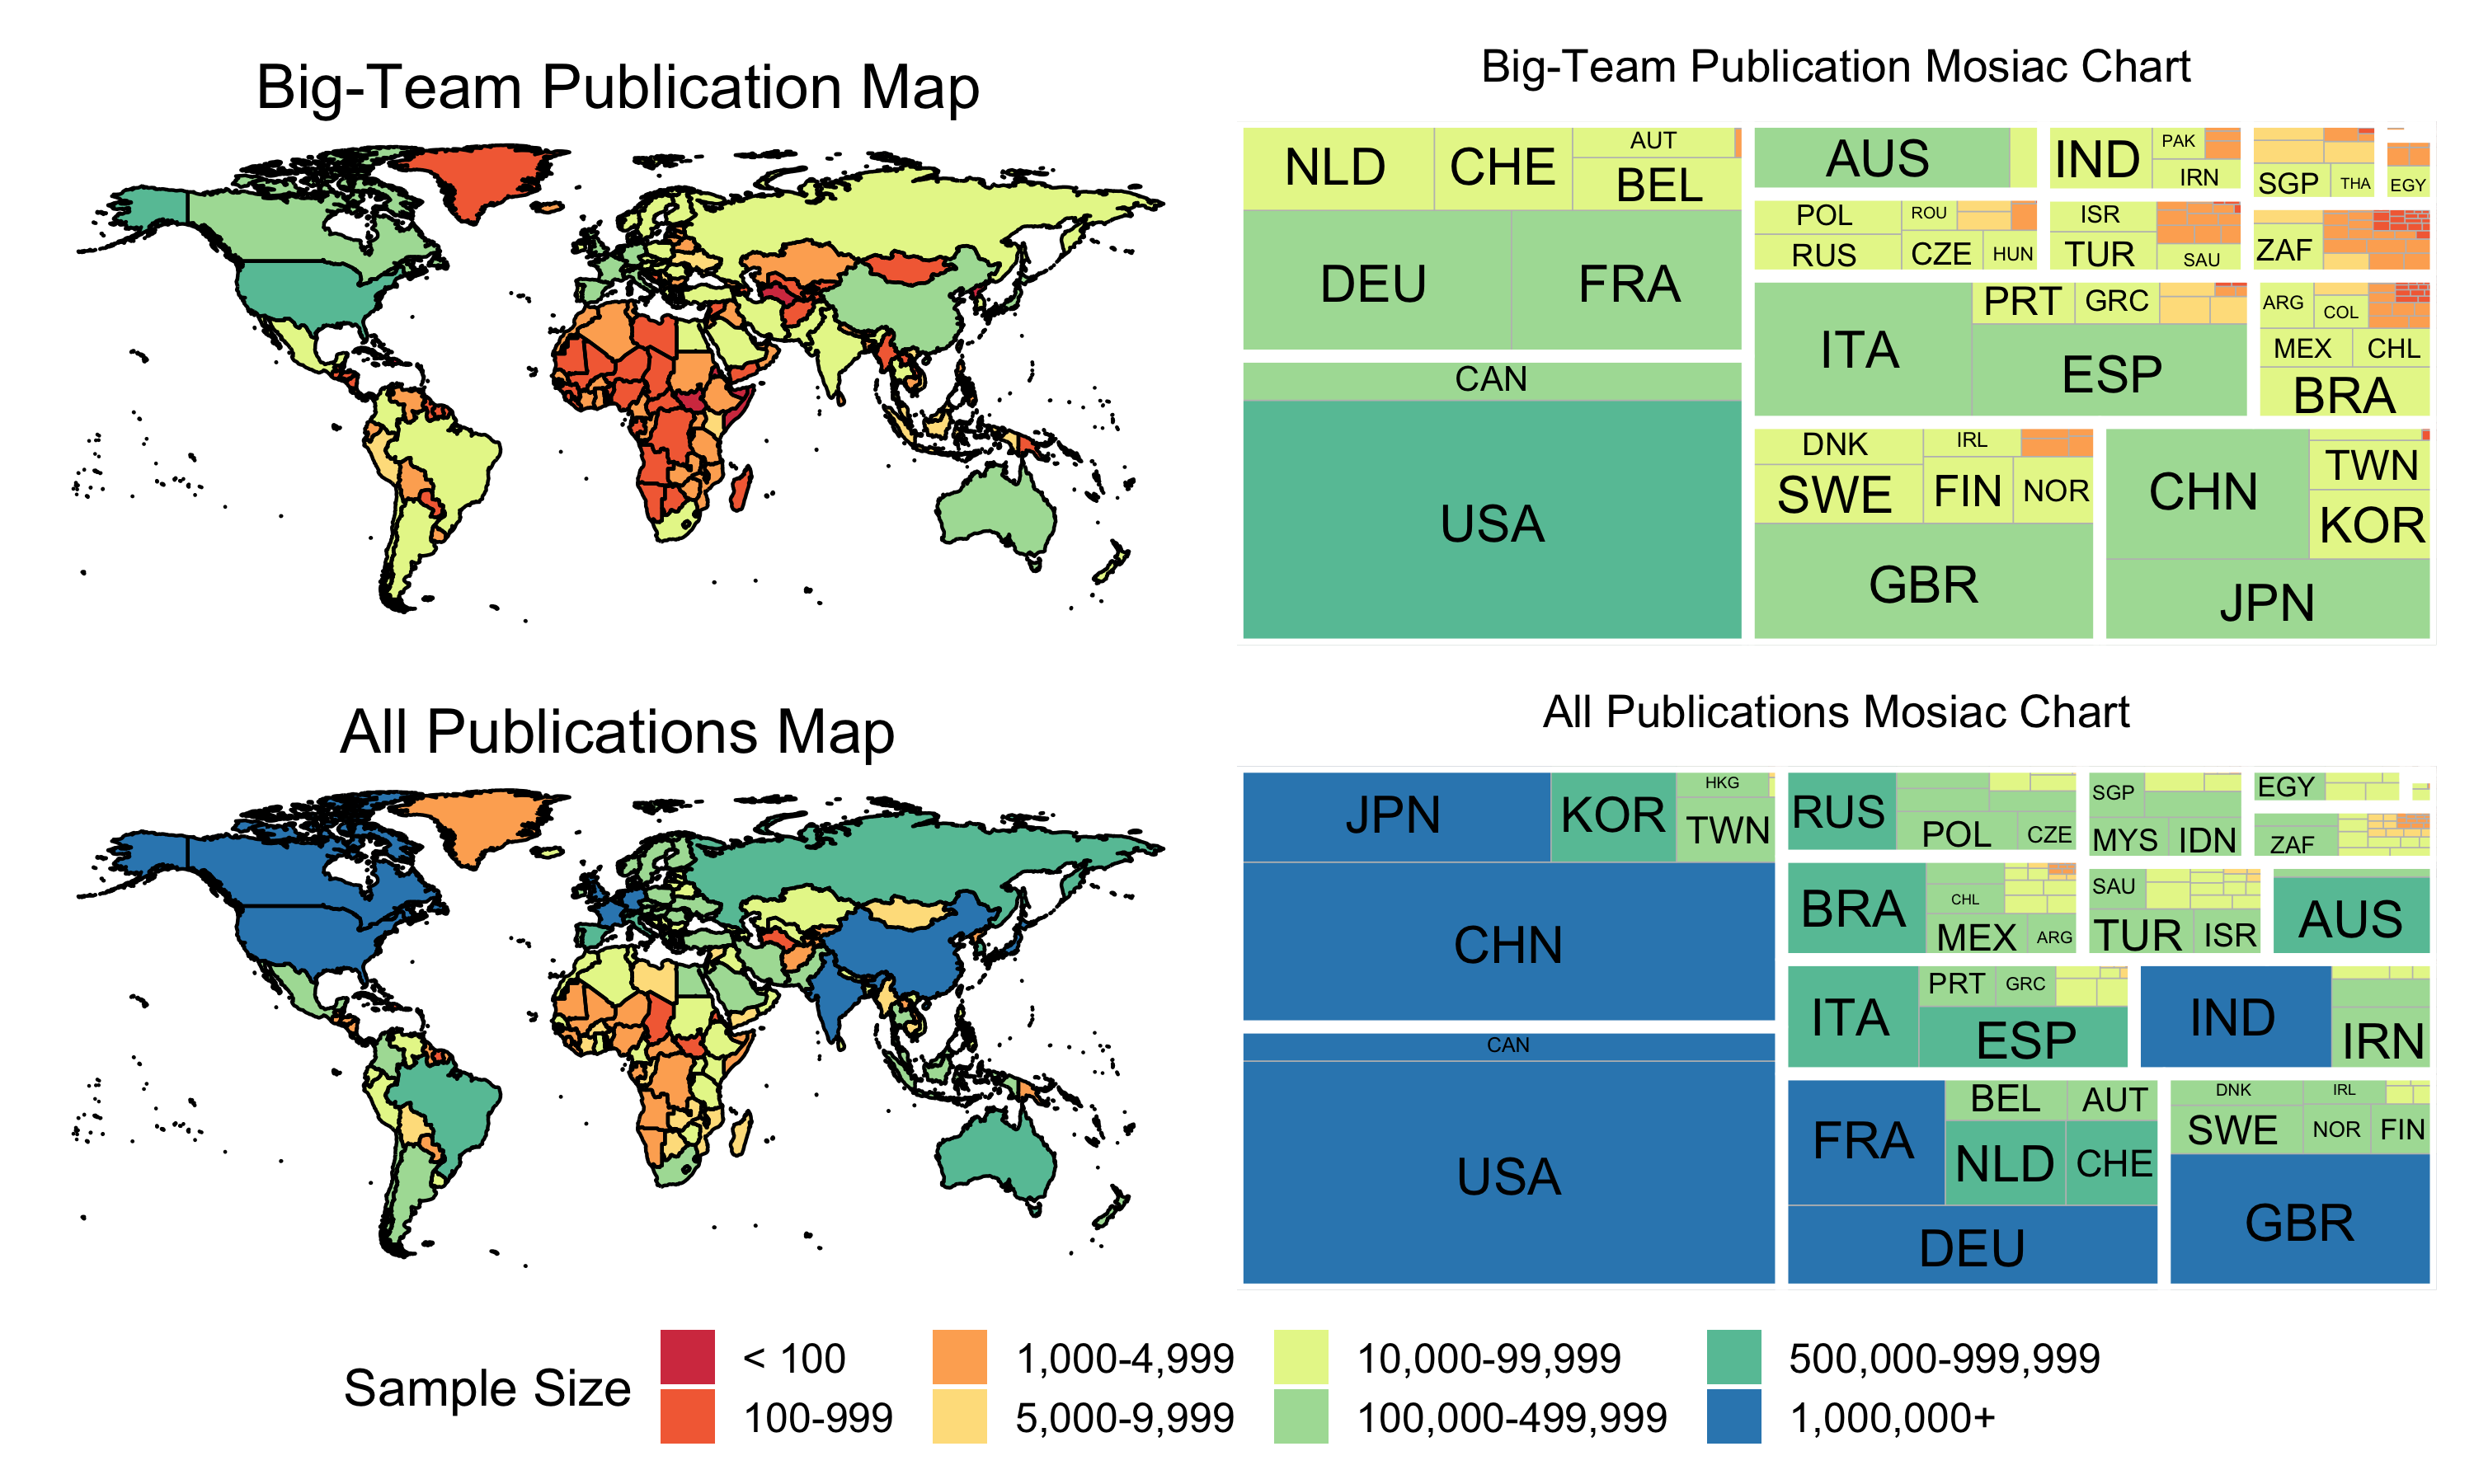 Big-Team Publication Map
Big-Team Publication Mosiac Chart
NLD
CHE
AUT
BEL
DEU
FRA
CAN
USA
AUS
IND
PAK
IRN
SGP
THA
EGY
POL
RUS
ROU
CZE
HUN
ISR
TUR
SAU
ZAF
ITA
PRT
GRC
ESP
ARG
COL
MEX
CHL
BRA
DNK
IRL
SWE
FIN
NOR
GBR
CHN
TWN
KOR
JPN
All Publications Map
All Publications Mosiac Chart
JPN
KOR
HKG
TWN
CHN
CAN
USA
RUS
POL
CZE
SGP
MYS
IDN
EGY
ZAF
BRA
CHL
MEX
ARG
SAU
TUR
ISR
AUS
ITA
PRT
GRC
ESP
IND
IRN
FRA
BEL
AUT
NLD
CHE
DEU
DNK
IRL
SWE
NOR
FIN
GBR
Sample Size
< 100
100-999
1,000-4,999
5,000-9,999
10,000-99,999
100,000-499,999
500,000-999,999
1,000,000+